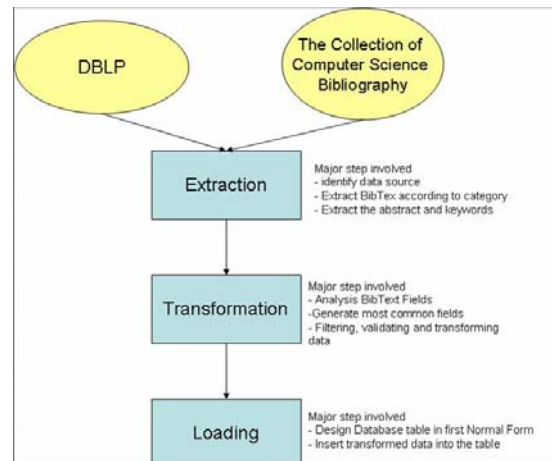 DBLP
The Collection of
Computer Science
Bibliography
Extraction
Major step involved
- identify data source
- Extract BibTex according to category
- Extract the abstract and keywords
Transformation
Major step involved
- Analysis BibText Fields
-Generate most common fields
- Filtering, validating and transforming
data
Loading
Major step involved
- Design Database table in first Normal Form
- Insert transformed data into the table